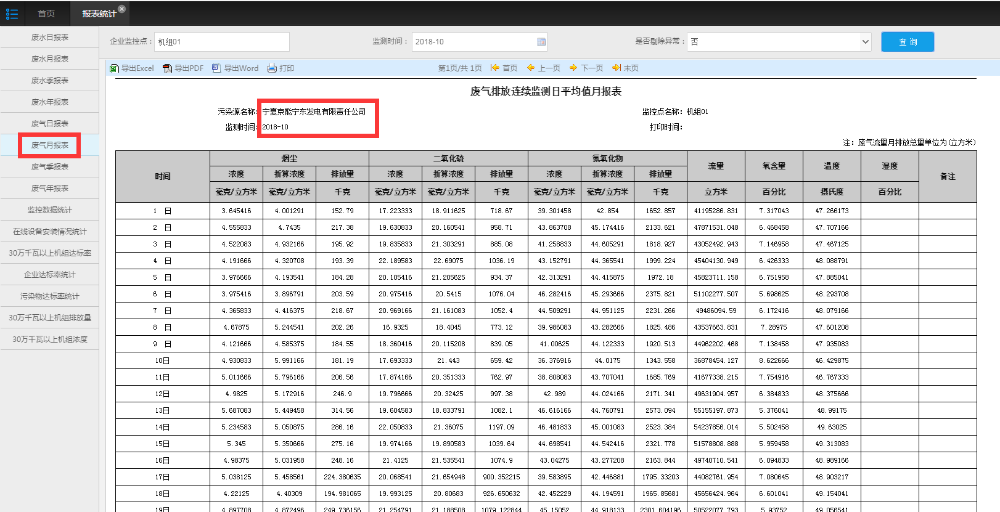 首页 报表统计
废水日报表
废水月报表
废水季报表
废水年报表
废气日报表
废气月报表
废气季报表
废气年报表
监控数据统计
在线设备安装情况统计
30万千瓦以上机组达标率
企业达标率统计
污染物达标率统计
30万千瓦以上机组排放量
30万千瓦以上机组浓度
企业监控点： 机组01 监测时间： 2018-10 是否剔除异常： 否 查 询
导出Excel 导出PDF 导出Word 打印 第1页/共 1页 首页 上一页 下一页 末页
废气排放连续监测日平均值月报表
污染源名称：宁夏京能宁东发电有限责任公司 监控点名称：机组01
监测时间：2018-10 打印时间：
注：废气流量月排放总量单位为(立方米)
时间 烟尘 二氧化硫 氮氧化物 流量 氧含量 温度 湿度 备注
浓度 折算浓度 排放量 浓度 折算浓度 排放量 浓度 折算浓度 排放量
毫克/立方米 毫克/立方米 千克 毫克/立方米 毫克/立方米 千克 毫克/立方米 毫克/立方米 千克 立方米 百分比 摄氏度 百分比
1 日 3.645416 4.001291 152.79 17.223333 18.911625 718.67 39.301458 42.854 1652.857 41195286.831 7.317043 47.266173
2 日 4.555833 4.7435 217.38 19.630833 20.160541 958.71 43.863708 45.174416 2133.621 47871531.048 6.468458 47.707166
3 日 4.522083 4.932166 195.92 19.835833 21.303291 885.08 41.258833 44.605291 1818.927 43052492.943 7.146958 47.467125
4 日 4.191666 4.320708 193.39 22.189583 22.69075 1036.19 43.152791 44.365541 1999.224 45404130.949 6.426333 48.088791
5 日 3.976666 4.193541 184.28 20.105416 21.205625 934.37 42.313291 44.415875 1972.18 45823711.158 6.751958 47.885041
6 日 3.975416 3.896791 203.59 20.975416 20.5415 1076.04 46.282416 45.293666 2375.821 51102277.507 5.698625 48.293708
7 日 4.365833 4.416375 218.67 20.969166 21.161083 1052.4 44.509291 44.951125 2231.266 49486094.59 6.172416 48.079166
8 日 4.67875 5.244541 202.26 16.9325 18.4045 773.12 39.986083 43.282666 1825.486 43537663.831 7.28975 47.601208
9 日 4.121666 4.585375 184.55 18.360416 20.115208 839.05 41.00625 44.122333 1920.513 44962202.468 7.138458 47.935083
10日 4.930833 5.991166 181.19 17.693333 21.443 659.42 36.376916 44.0175 1343.558 36878454.127 8.622666 46.429875
11日 5.011666 5.796166 206.56 17.874166 20.351333 762.97 38.808083 43.707041 1685.769 41677338.215 7.754916 46.767333
12日 4.9825 5.172916 246.9 19.796666 20.32425 997.38 42.989 44.024166 2171.341 49631904.957 6.384833 48.375666
13日 5.687083 5.449458 314.56 19.604583 18.833791 1082.1 46.616166 44.760791 2573.094 55155197.873 5.376041 48.99175
14日 5.234583 5.050875 286.16 22.050833 21.36075 1197.09 46.481833 45.001083 2523.384 54237856.014 5.502458 49.63025
15日 5.345 5.350666 275.16 19.974166 19.890583 1039.64 44.698541 44.542416 2321.778 51578808.888 5.959458 49.313083
16日 4.98375 5.031958 248.16 21.4125 21.535541 1074.9 43.04275 43.277208 2163.844 49740710.541 6.094833 48.989166
17日 5.038125 5.458561 224.380635 20.068541 21.654948 900.352215 39.583895 42.446881 1795.33203 44082761.954 7.080645 48.903217
18日 4.22125 4.40309 194.981065 19.993125 20.80683 926.650632 42.452229 44.194591 1965.85681 45656424.964 6.601041 49.154041
19日 4.897708 4.872496 249.736156 21.254791 21.188508 1079.122844 45.15052 44.918133 2301.604196 50522077.793 5.93752 49.056541